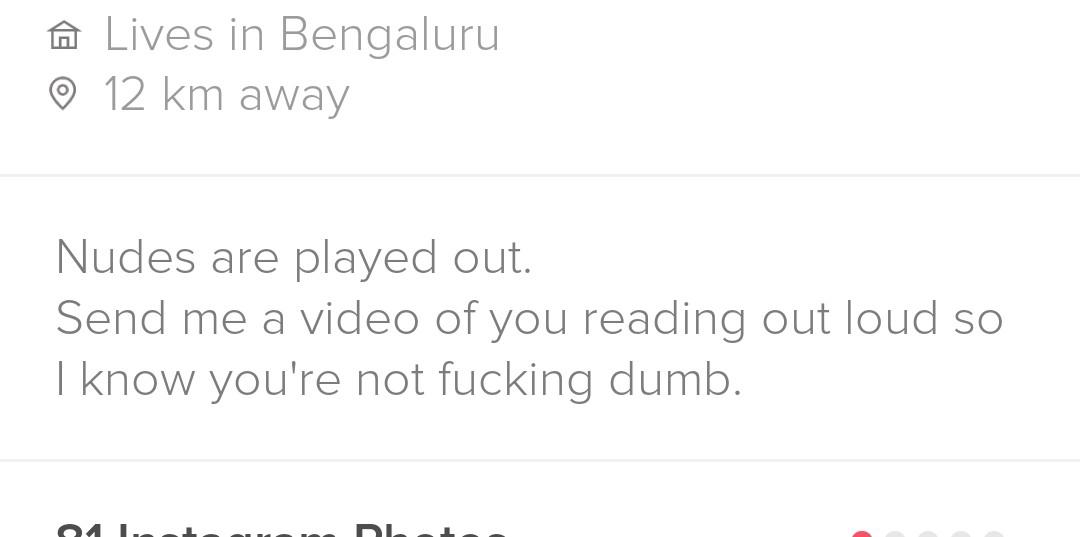 Lives in Bengaluru
12 km away
Nudes are played out.
Send me a video of you reading out loud so
I know you're not fucking dumb.
81 Instagram Photos